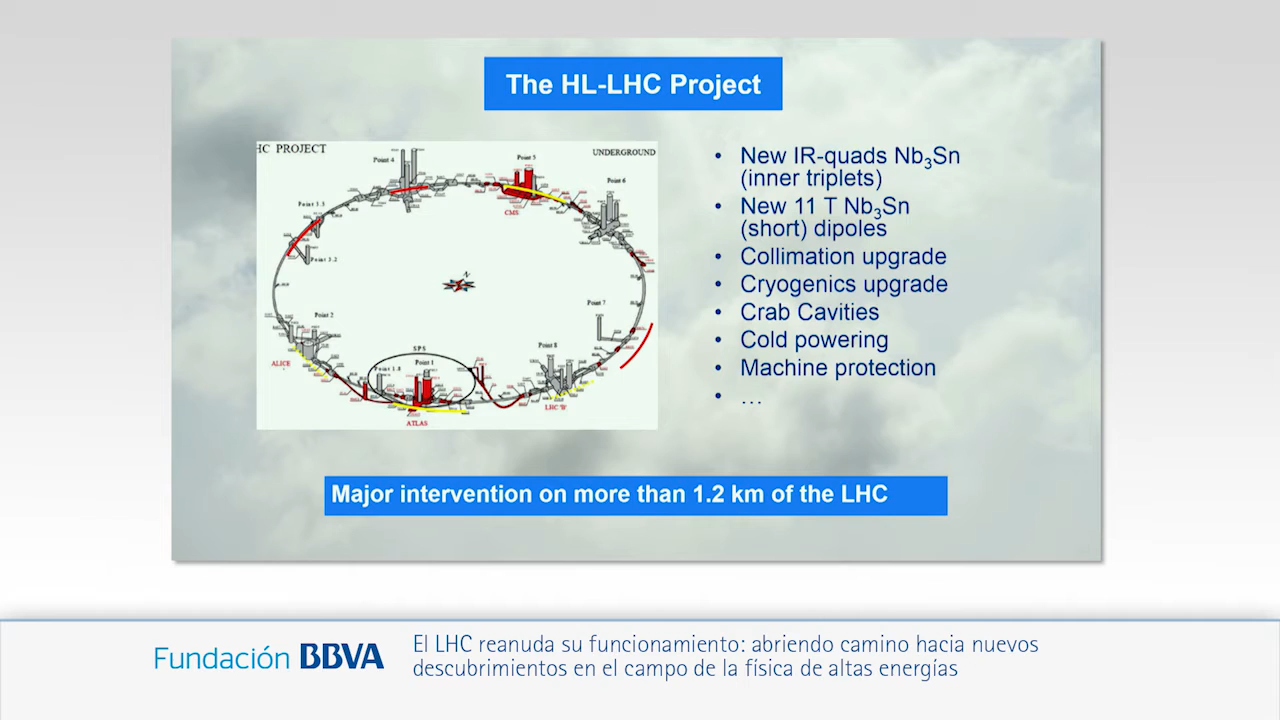 The HL-LHC Project
HC PROJECT
UNDERGROUND
Point 4
Point 5
Point 6
CMS
Point 3.3
Point 3.2
N
Point 7
Point 2
SPS
Point 1
Point 1.8
Point 8
ALICE
LHC 'B'
ATLAS
• New IR-quads Nb3Sn
(inner triplets)
• New 11 T Nb3Sn
(short) dipoles
• Collimation upgrade
• Cryogenics upgrade
• Crab Cavities
• Cold powering
• Machine protection
• …
Major intervention on more than 1.2 km of the LHC
Fundación BBVA
El LHC reanuda su funcionamiento: abriendo camino hacia nuevos
descubrimientos en el campo de la física de altas energías